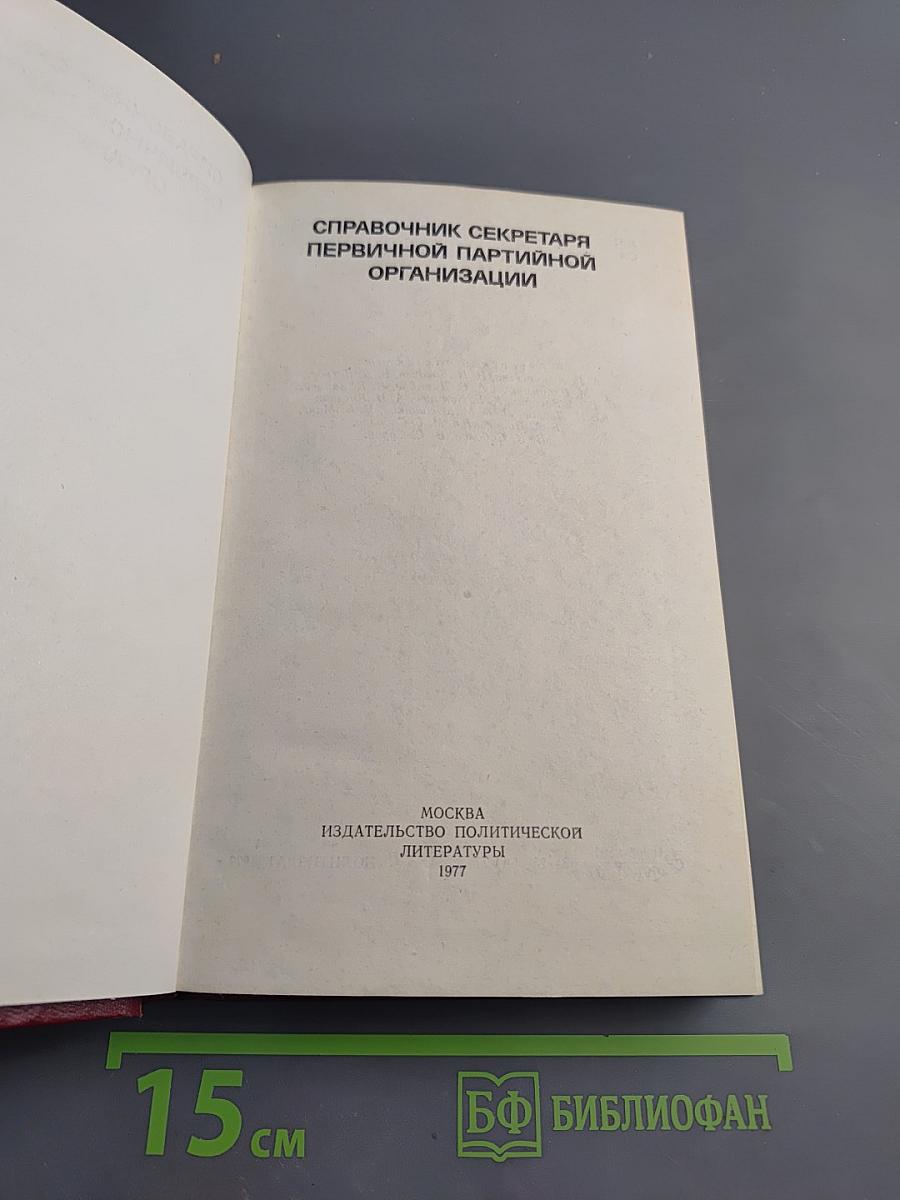 СПРАВОЧНИК СЕКРЕТАРЯ
ПЕРВИЧНОЙ ПАРТИЙНОЙ
ОРГАНИЗАЦИИ
МОСКВА
ИЗДАТЕЛЬСТВО ПОЛИТИЧЕСКОЙ
ЛИТЕРАТУРЫ
1977
15 см
БФ БИБЛИОФАН